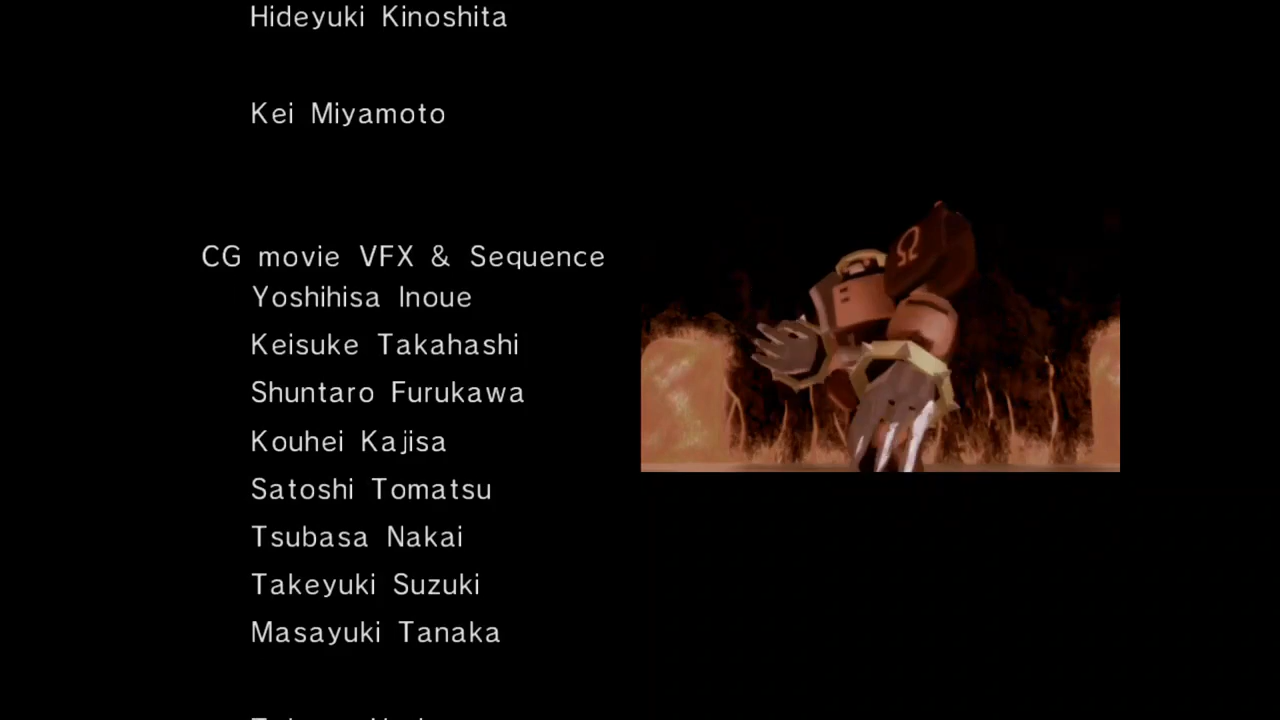 Hideyuki Kinoshita
Kei Miyamoto
CG movie VFX & Sequence
Yoshihisa Inoue
Keisuke Takahashi
Shuntaro Furukawa
Kouhei Kajisa
Satoshi Tomatsu
Tsubasa Nakai
Takeyuki Suzuki
Masayuki Tanaka
Ω